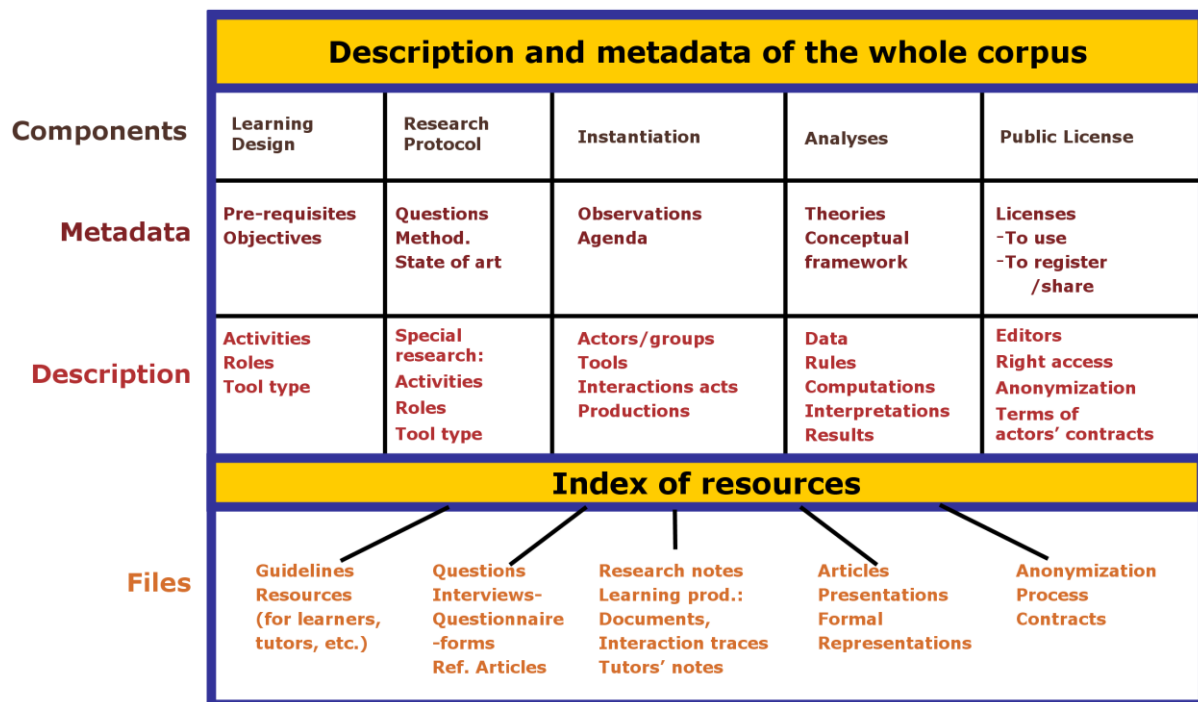 Description and metadata of the whole corpus
Components
Learning
Design
Research
Protocol
Instantiation
Analyses
Public License
Metadata
Pre-requisites
Objectives
Questions
Method.
State of art
Observations
Agenda
Theories
Conceptual
framework
Licenses
-To use
-To register
/share
Description
Activities
Roles
Tool type
Special
research:
Activities
Roles
Tool type
Actors/groups
Tools
Interactions acts
Productions
Data
Rules
Computations
Interpretations
Results
Editors
Right access
Anonymization
Terms of
actors’ contracts
Index of resources
Files
Guidelines
Resources
(for learners,
tutors, etc.)
Questions
Interviews-
Questionnaire
-forms
Ref. Articles
Research notes
Learning prod.:
Documents,
Interaction traces
Tutors’ notes
Articles
Presentations
Formal
Representations
Anonymization
Process
Contracts